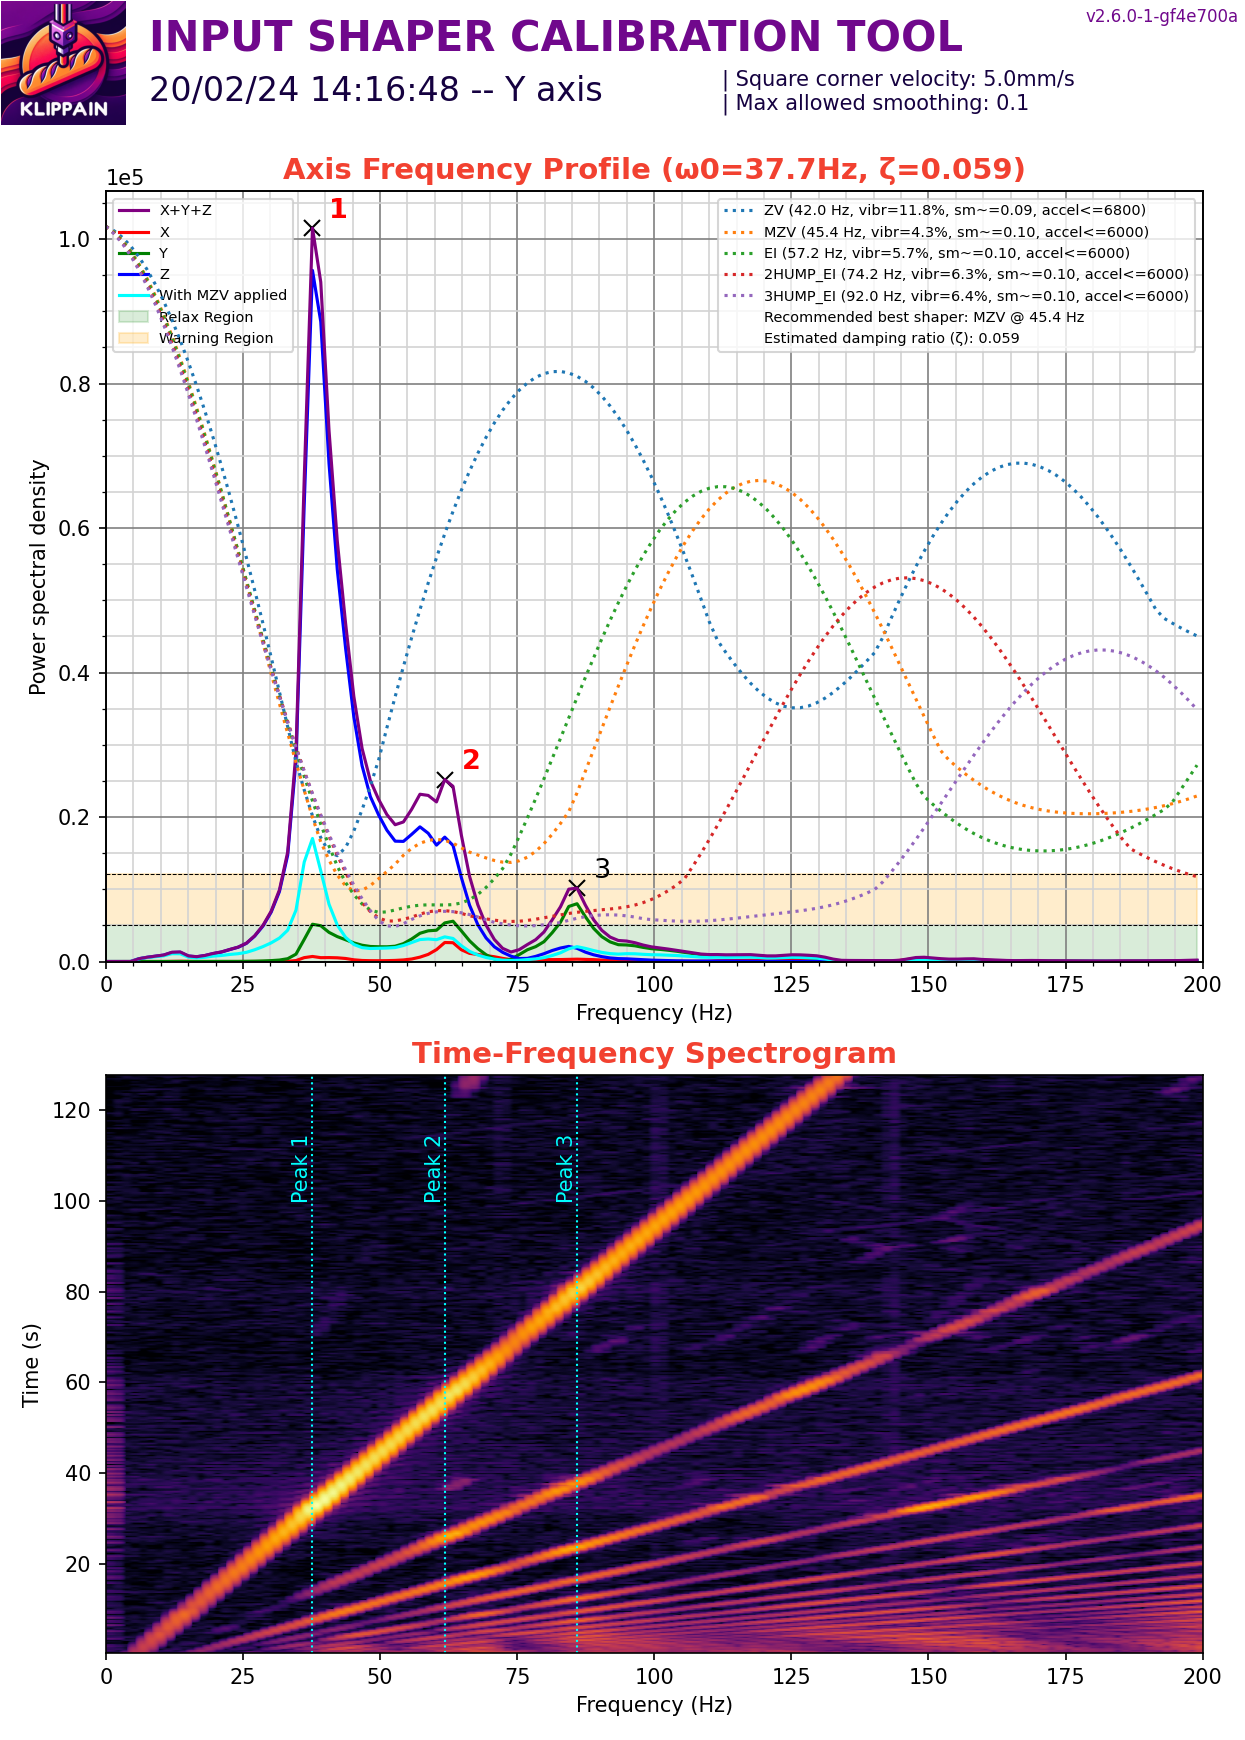 v2.6.0-1-gf4e700a
INPUT SHAPER CALIBRATION TOOL
20/02/24 14:16:48 -- Y axis
| Square corner velocity: 5.0mm/s
| Max allowed smoothing: 0.1
KLIPPAIN
Axis Frequency Profile (ω0=37.7Hz, ζ=0.059)
1e5
X+Y+Z
X
Y
Z
With MZV applied
Relax Region
Warning Region
ZV (42.0 Hz, vibr=11.8%, sm~=0.09, accel<=6800)
MZV (45.4 Hz, vibr=4.3%, sm~=0.10, accel<=6000)
EI (57.2 Hz, vibr=5.7%, sm~=0.10, accel<=6000)
2HUMP_EI (74.2 Hz, vibr=6.3%, sm~=0.10, accel<=6000)
3HUMP_EI (92.0 Hz, vibr=6.4%, sm~=0.10, accel<=6000)
Recommended best shaper: MZV @ 45.4 Hz
Estimated damping ratio (ζ): 0.059
1
2
3
Power spectral density
1.0
0.8
0.6
0.4
0.2
0.0
0 25 50 75 100 125 150 175 200
Frequency (Hz)
Time-Frequency Spectrogram
Peak 1
Peak 2
Peak 3
Time (s)
120
100
80
60
40
20
0 25 50 75 100 125 150 175 200
Frequency (Hz)